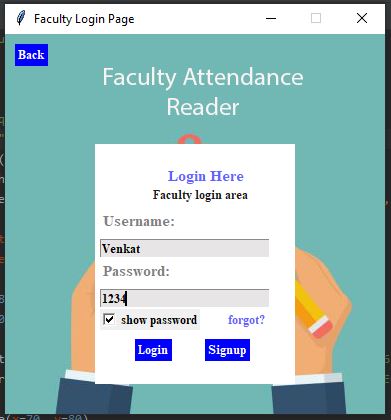 Faculty Login Page
Back
Faculty Attendance
Reader
Login Here
Faculty login area
Username:
Venkat
Password:
1234
show password forgot?
Login Signup